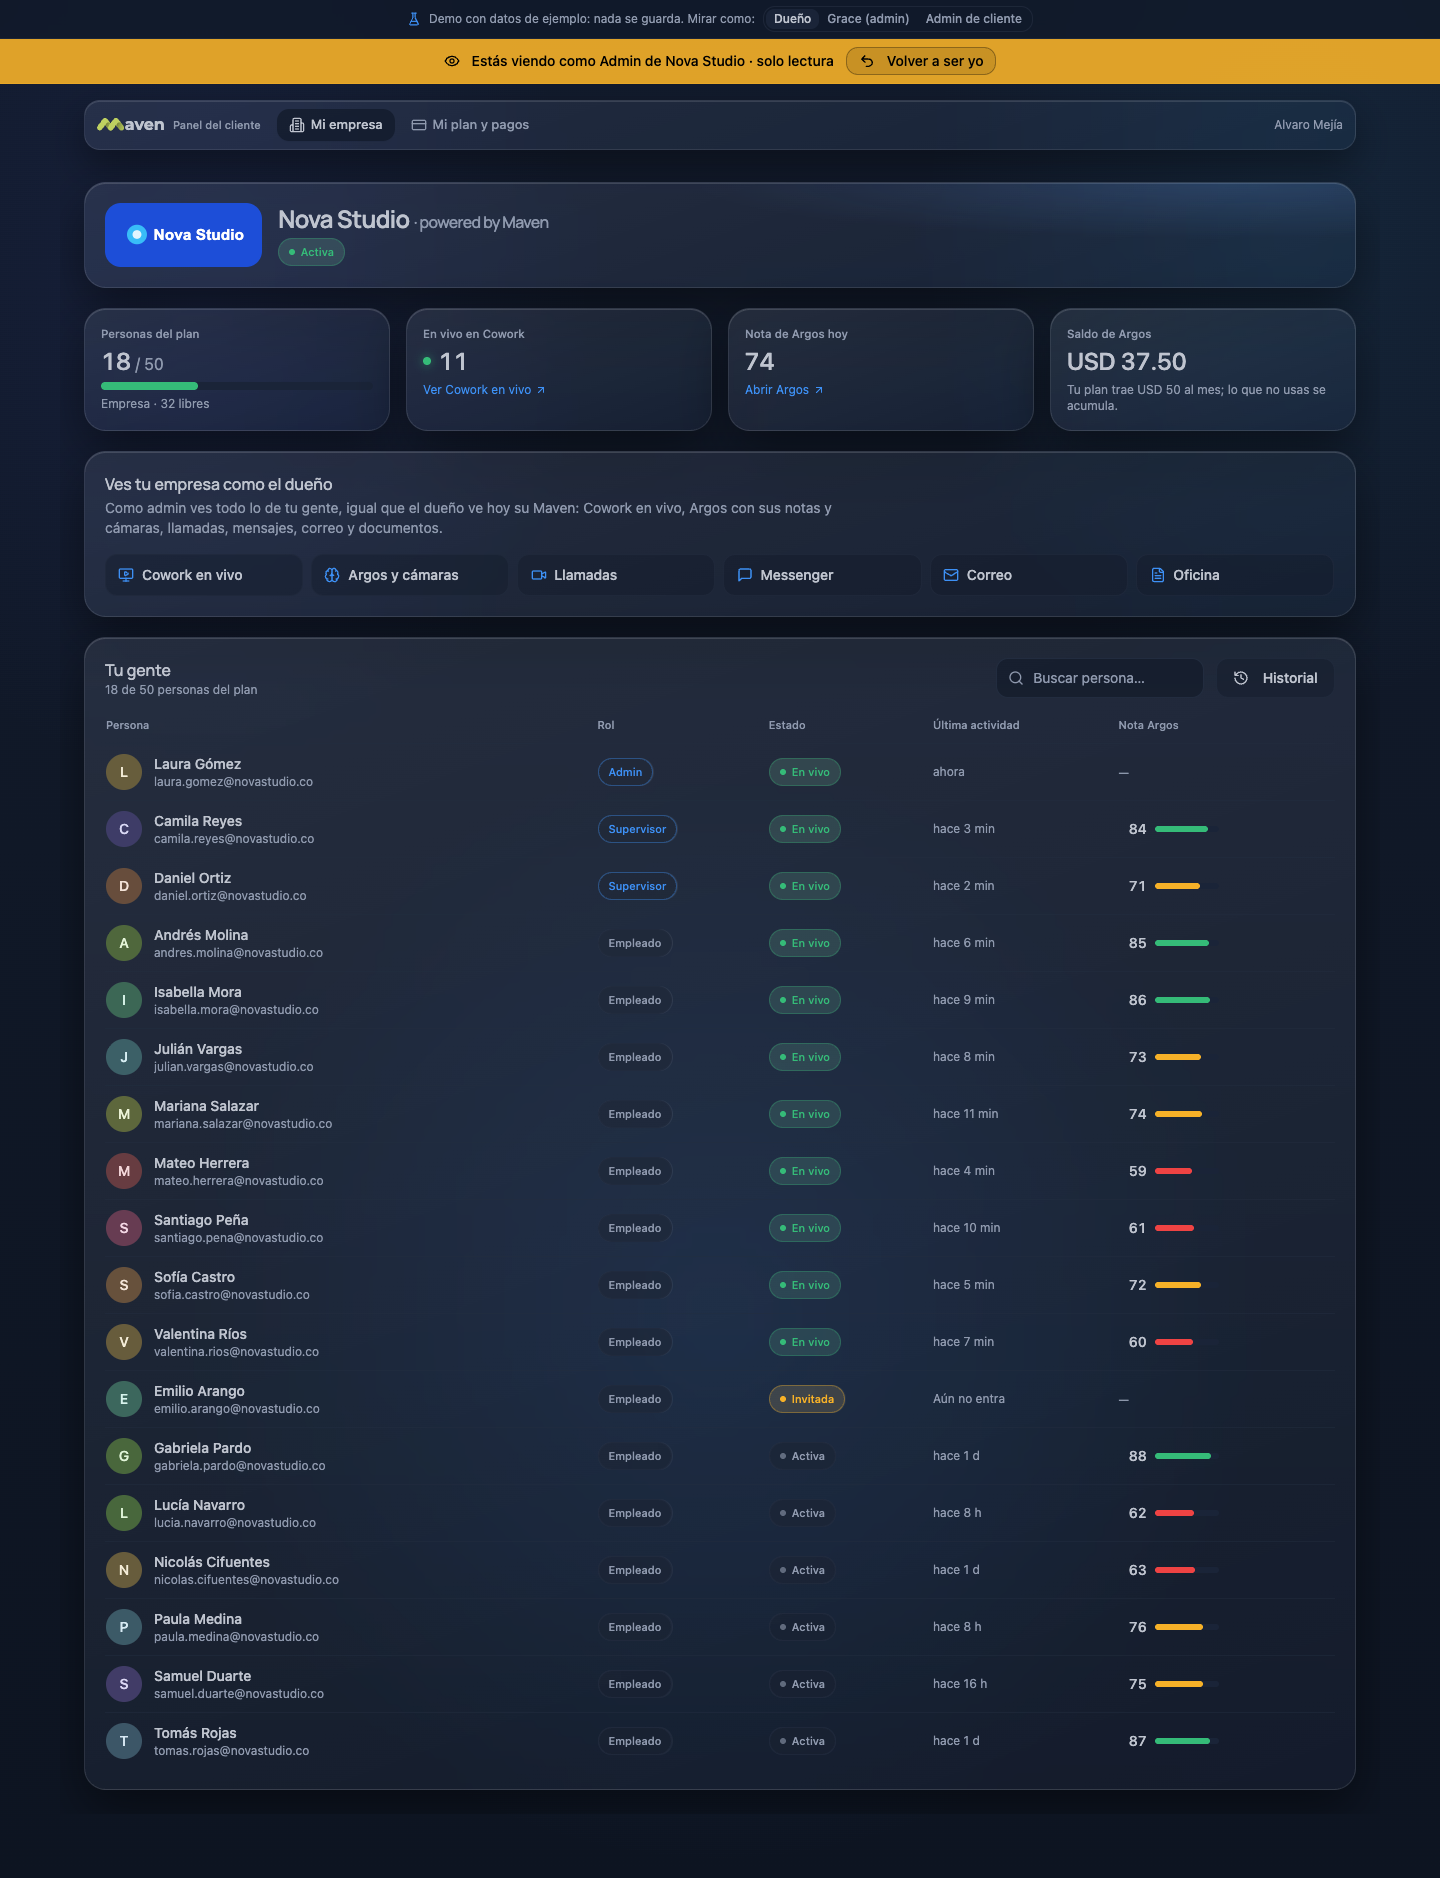 Demo con datos de ejemplo: nada se guarda. Mirar como: Dueño Grace (admin) Admin de cliente
Estás viendo como Admin de Nova Studio · solo lectura Volver a ser yo
Maven Panel del cliente Mi empresa Mi plan y pagos Alvaro Mejía
Nova Studio Nova Studio · powered by Maven
Activa
Personas del plan
18 / 50
Empresa · 32 libres
En vivo en Cowork
11
Ver Cowork en vivo
Nota de Argos hoy
74
Abrir Argos
Saldo de Argos
USD 37.50
Tu plan trae USD 50 al mes; lo que no usas se
acumula.
Ves tu empresa como el dueño
Como admin ves todo lo de tu gente, igual que el dueño ve hoy su Maven: Cowork en vivo, Argos con sus notas y
cámaras, llamadas, mensajes, correo y documentos.
Cowork en vivo Argos y cámaras Llamadas Messenger Correo Oficina
Tu gente
18 de 50 personas del plan
Buscar persona... Historial
Persona Rol Estado Última actividad Nota Argos
L Laura Gómez Admin En vivo ahora —
laura.gomez@novastudio.co
C Camila Reyes Supervisor En vivo hace 3 min 84
camila.reyes@novastudio.co
D Daniel Ortiz Supervisor En vivo hace 2 min 71
daniel.ortiz@novastudio.co
A Andrés Molina Empleado En vivo hace 6 min 85
andres.molina@novastudio.co
I Isabella Mora Empleado En vivo hace 9 min 86
isabella.mora@novastudio.co
J Julián Vargas Empleado En vivo hace 8 min 73
julian.vargas@novastudio.co
M Mariana Salazar Empleado En vivo hace 11 min 74
mariana.salazar@novastudio.co
M Mateo Herrera Empleado En vivo hace 4 min 59
mateo.herrera@novastudio.co
S Santiago Peña Empleado En vivo hace 10 min 61
santiago.pena@novastudio.co
S Sofía Castro Empleado En vivo hace 5 min 72
sofia.castro@novastudio.co
V Valentina Ríos Empleado En vivo hace 7 min 60
valentina.rios@novastudio.co
E Emilio Arango Empleado Invitada Aún no entra —
emilio.arango@novastudio.co
G Gabriela Pardo Empleado Activa hace 1 d 88
gabriela.pardo@novastudio.co
L Lucía Navarro Empleado Activa hace 8 h 62
lucia.navarro@novastudio.co
N Nicolás Cifuentes Empleado Activa hace 1 d 63
nicolas.cifuentes@novastudio.co
P Paula Medina Empleado Activa hace 8 h 76
paula.medina@novastudio.co
S Samuel Duarte Empleado Activa hace 16 h 75
samuel.duarte@novastudio.co
T Tomás Rojas Empleado Activa hace 1 d 87
tomas.rojas@novastudio.co